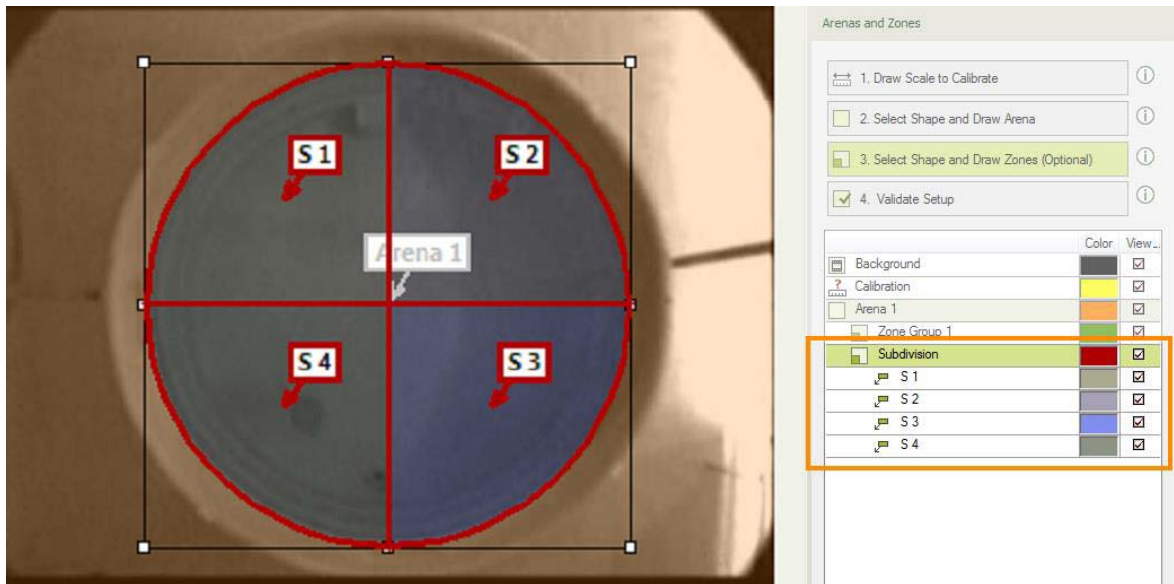 S 1
S 2
Arena 1
S 4
S 3
Arenas and Zones
1. Draw Scale to Calibrate
2. Select Shape and Draw Arena
3. Select Shape and Draw Zones (Optional)
4. Validate Setup
Color View...
Background
Calibration
Arena 1
Zone Group 1
Subdivision
S 1
S 2
S 3
S 4